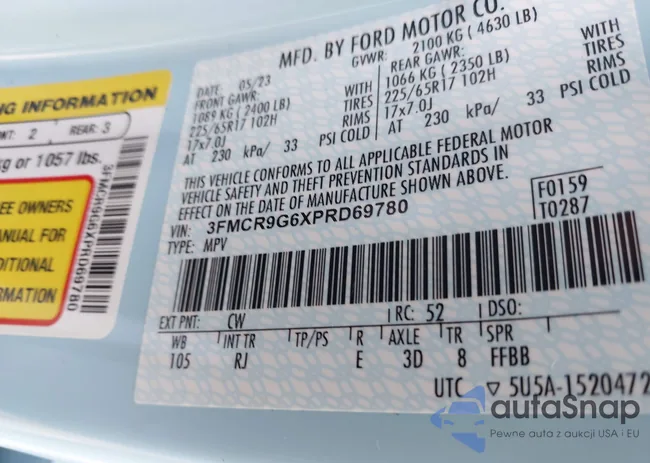 NG INFORMATION
NT: 2 REAR: 3
kg or 1057 lbs.
EE OWNERS
ANUAL FOR
DITIONAL
RMATION
3FMCR9G6XPRD69780
MFD. BY FORD MOTOR CO.
DATE: 05/23 GVWR: 2100 KG ( 4630 LB)
FRONT GAWR: REAR GAWR:
1089 KG (2400 LB) WITH 1066 KG ( 2350 LB) WITH
225/65R17 102H TIRES 225/65R17 102H TIRES
17x7.0J RIMS 17x7.0J RIMS
AT 230 kPa/ 33 PSI COLD AT 230 kPa/ 33 PSI COLD
THIS VEHICLE CONFORMS TO ALL APPLICABLE FEDERAL MOTOR
VEHICLE SAFETY AND THEFT PREVENTION STANDARDS IN
EFFECT ON THE DATE OF MANUFACTURE SHOWN ABOVE.
VIN: 3FMCR9G6XPRD69780 F0159
TYPE: MPV T0287
EXT PNT: CW RC: 52 DSO:
WB INT TR TP/PS R AXLE TR SPR
105 RJ E 3D 8 FFBB
UTC ▽ 5U5A-1520472
autaSnap
Pewne auta z aukcji USA i EU